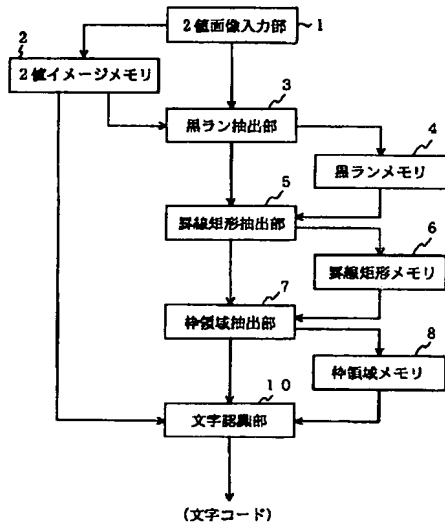 2値画像入力部
1
2
2値イメージメモリ
3
黒ラン抽出部
4
黒ランメモリ
5
罫線矩形抽出部
6
罫線矩形メモリ
7
枠領域抽出部
8
枠領域メモリ
10
文字認識部
(文字コード)